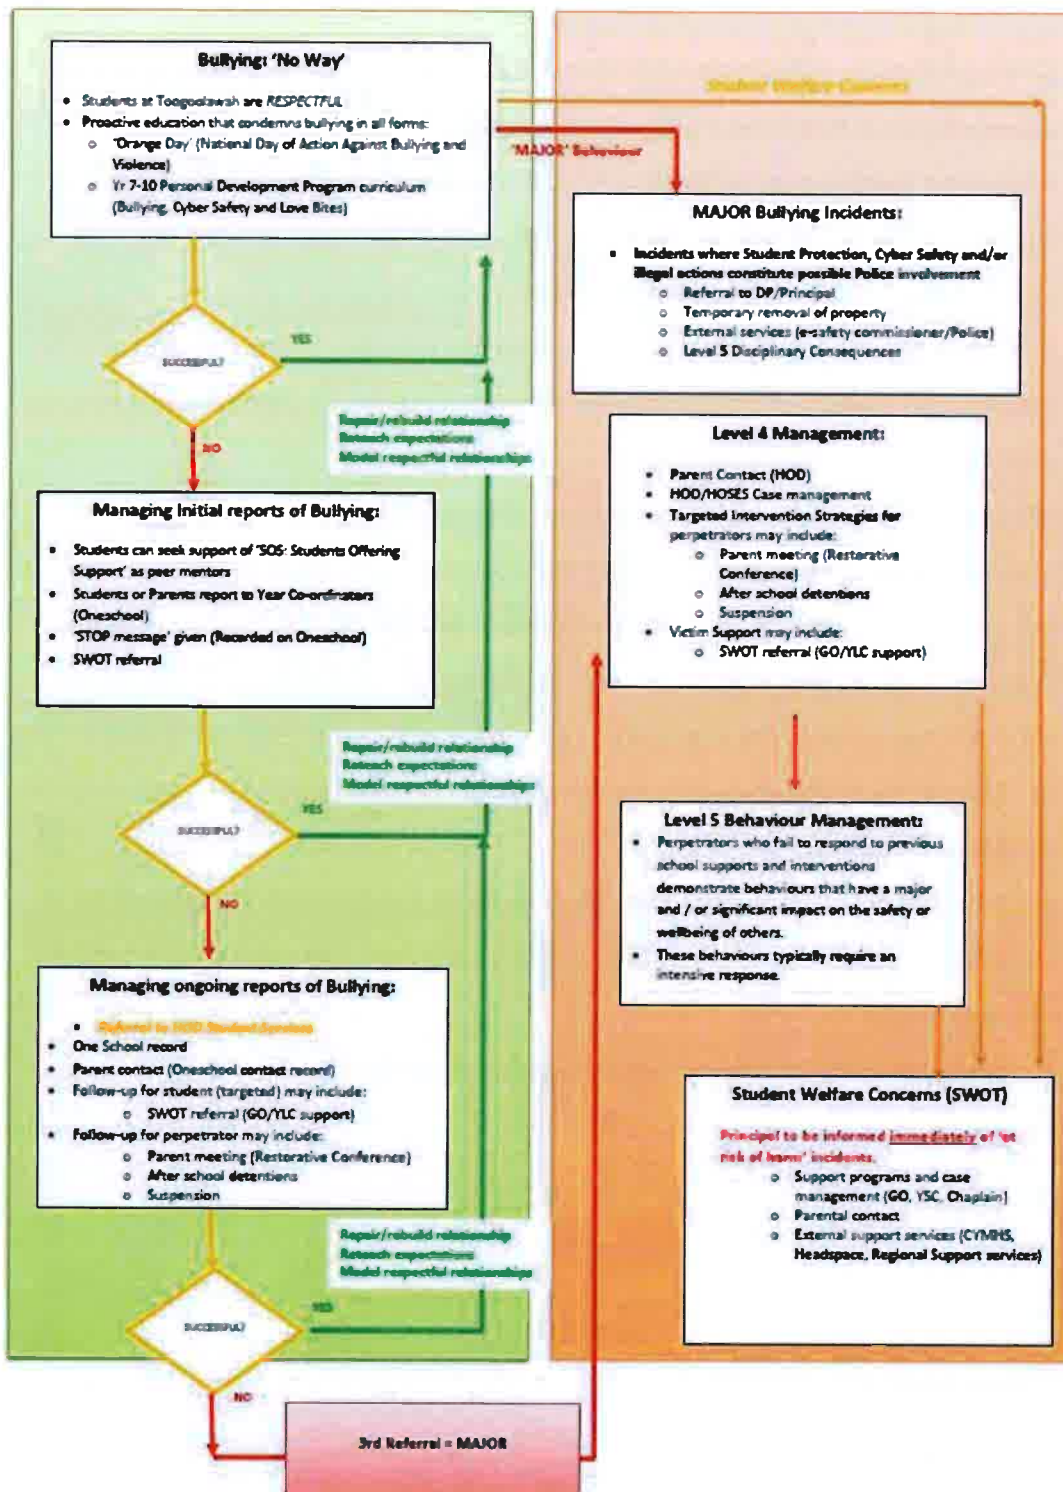 Bullying: 'No Way'
• Students at Toogoolawah are RESPECTFUL
• Proactive education that condemns bullying in all forms:
o 'Orange Day' (National Day of Action Against Bullying and
Violence)
o Yr 7-10 Personal Development Program curriculum
(Bullying, Cyber Safety and Love Bites)
SUCCESSFUL?
YES
NO
Repair/rebuild relationship
Reteach expectations
Model respectful relationships
Managing Initial reports of Bullying:
• Students can seek support of 'SOS: Students Offering
Support' as peer mentors
• Students or Parents report to Year Co-ordinators
(Oneschool)
• 'STOP message' given (Recorded on Oneschool)
• SWOT referral
SUCCESSFUL?
YES
NO
Repair/rebuild relationship
Reteach expectations
Model respectful relationships
Managing ongoing reports of Bullying:
• Referral to HOD Student Services
• One School record
• Parent contact (Oneschool contact record)
• Follow-up for student (targeted) may include:
o SWOT referral (GO/YLC support)
• Follow-up for perpetrator may include:
o Parent meeting (Restorative Conference)
o After school detentions
o Suspension
SUCCESSFUL?
YES
NO
Repair/rebuild relationship
Reteach expectations
Model respectful relationships
3rd Referral = MAJOR
Student Welfare Concerns
'MAJOR' Behaviour
MAJOR Bullying Incidents:
• Incidents where Student Protection, Cyber Safety and/or
illegal actions constitute possible Police involvement
o Referral to DP/Principal
o Temporary removal of property
o External services (e-safety commissioner/Police)
o Level 5 Disciplinary Consequences
Level 4 Management:
• Parent Contact (HOD)
• HOD/HOSES Case management
• Targeted Intervention Strategies for
perpetrators may include:
o Parent meeting (Restorative
Conference)
o After school detentions
o Suspension
• Victim Support may include:
o SWOT referral (GO/YLC support)
Level 5 Behaviour Management:
• Perpetrators who fail to respond to previous
school supports and interventions
demonstrate behaviours that have a major
and / or significant impact on the safety or
wellbeing of others.
• These behaviours typically require an
intensive response.
Student Welfare Concerns (SWOT)
Principal to be informed immediately of 'at
risk of harm' incidents.
o Support programs and case
management (GO, YSC, Chaplain)
o Parental contact
o External support services (CYMHS,
Headspace, Regional Support services)